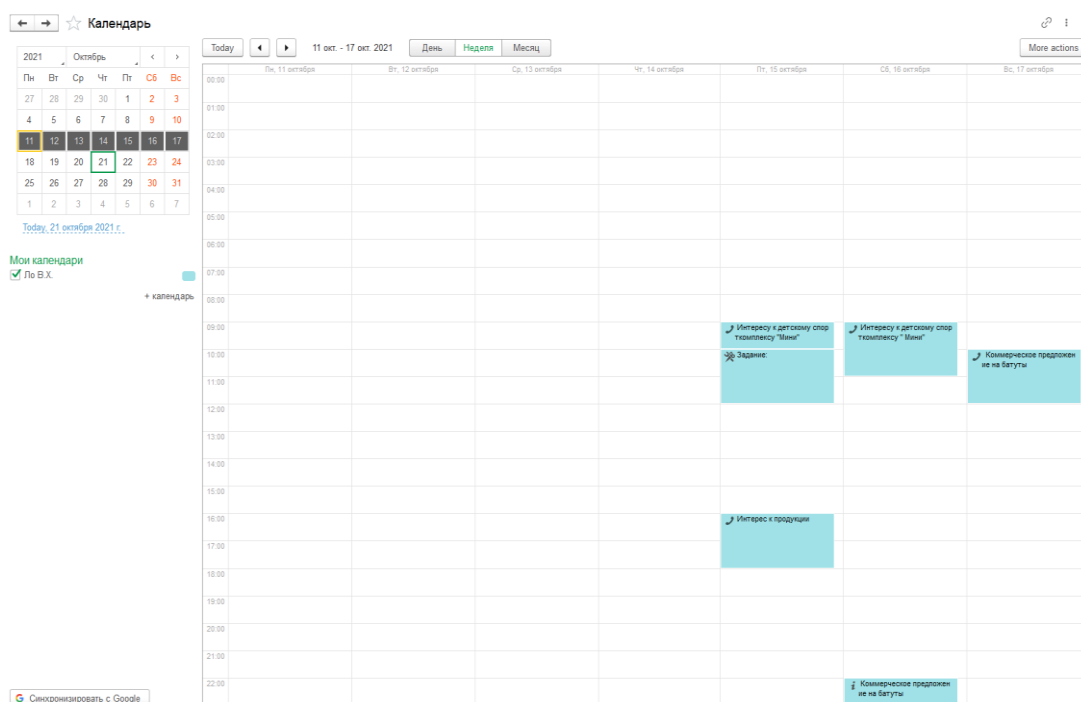 Календарь
2021 Октябрь
Пн Вт Ср Чт Пт Сб Вс
27 28 29 30 1 2 3
4 5 6 7 8 9 10
11 12 13 14 15 16 17
18 19 20 21 22 23 24
25 26 27 28 29 30 31
1 2 3 4 5 6 7
Today, 21 октября 2021 г.
Мои календари
Ло В.Х.
+ календарь
Синхронизировать с Google
Today 11 окт. - 17 окт. 2021 День Неделя Месяц More actions
Пн, 11 октября Вт, 12 октября Ср, 13 октября Чт, 14 октября Пт, 15 октября Сб, 16 октября Вс, 17 октября
00:00
01:00
02:00
03:00
04:00
05:00
06:00
07:00
08:00
09:00
10:00
11:00
12:00
13:00
14:00
15:00
16:00
17:00
18:00
19:00
20:00
21:00
22:00
Интересу к детскому спор
ткомплексу "Мини"
Задание:
Интерес к продукции
Интересу к детскому спор
ткомплексу " Мини"
Коммерческое предложен
ие на батуты
Коммерческое предложен
ие на батуты